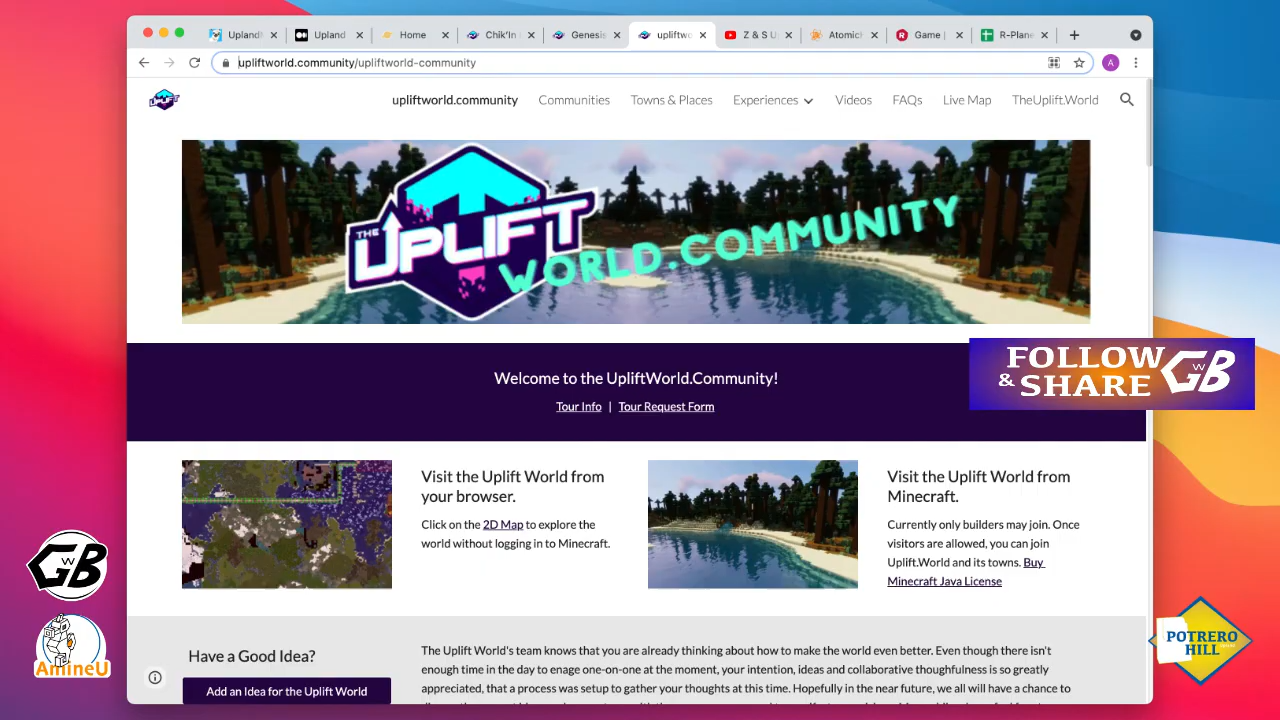 Upland
Upland
Home
Chik'In
Genesis
upliftwo
Z & S U
Atomic
Game |
R-Plane
upliftworld.community/upliftworld-community
A
UPLIFT
upliftworld.community
Communities
Towns & Places
Experiences
Videos
FAQs
Live Map
TheUplift.World
THE
UPLIFT
WORLD.COMMUNITY
FOLLOW
& SHARE
GWB
Welcome to the UpliftWorld.Community!
Tour Info | Tour Request Form
Visit the Uplift World from
your browser.
Click on the 2D Map to explore the
world without logging in to Minecraft.
Visit the Uplift World from
Minecraft.
Currently only builders may join. Once
visitors are allowed, you can join
Uplift.World and its towns. Buy
Minecraft Java License
Have a Good Idea?
Add an Idea for the Uplift World
The Uplift World's team knows that you are already thinking about how to make the world even better. Even though there isn't
enough time in the day to enage one-on-one at the moment, your intention, ideas and collaborative thoughtfulness is so greatly
appreciated, that a process was setup to gather your thoughts at this time. Hopefully in the near future, we all will have a chance to
GWB
AmineU
POTRERO
HILL